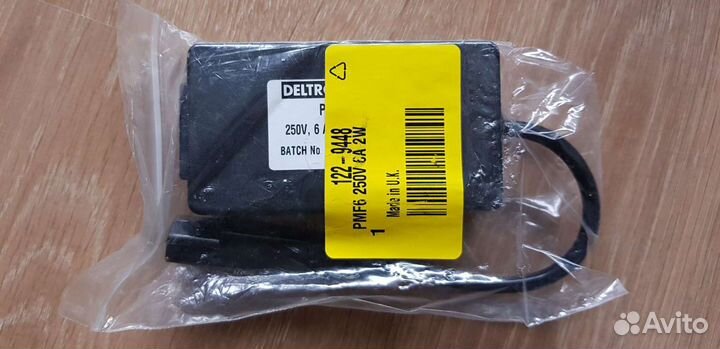 DELTRO
P
250V, 6 A
BATCH No
122-9448
PMF6 250V 6A 2W
1 Made in U.K.
Avito